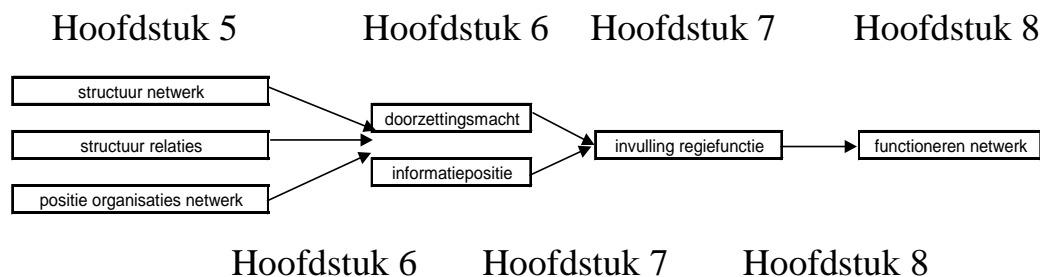 Hoofdstuk 5 Hoofdstuk 6 Hoofdstuk 7 Hoofdstuk 8
structuur netwerk
structuur relaties
positie organisaties netwerk
doorzettingsmacht
informatiepositie
invulling regiefunctie
functioneren netwerk
Hoofdstuk 6 Hoofdstuk 7 Hoofdstuk 8